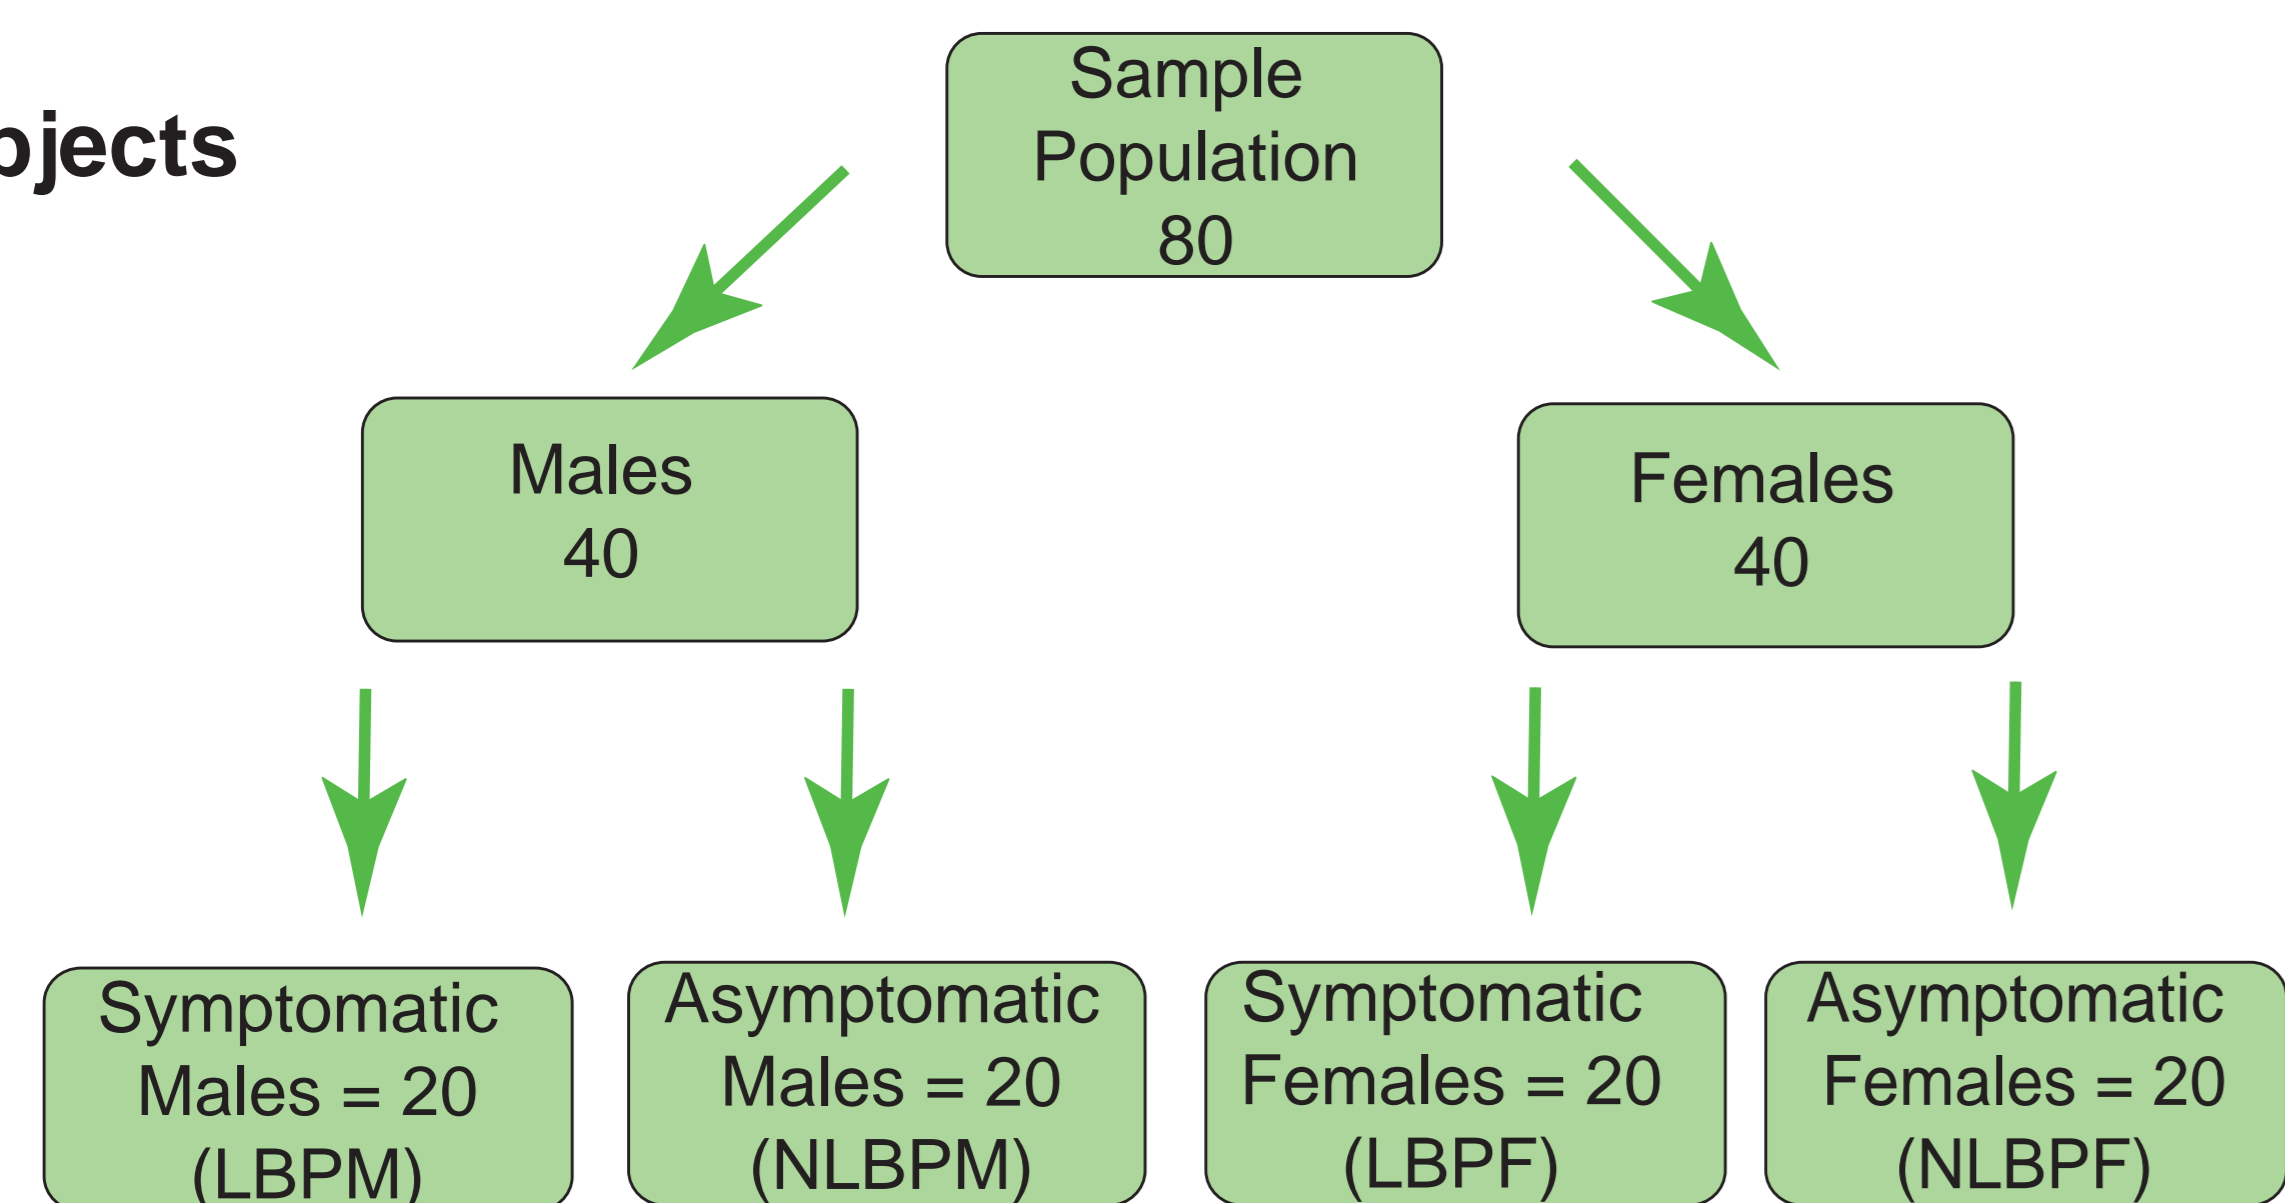 Sample
Population
80
Males
40
Females
40
Symptomatic
Males = 20
(LBPM)
Asymptomatic
Males = 20
(NLBPM)
Symptomatic
Females = 20
(LBPF)
Asymptomatic
Females = 20
(NLBPF)